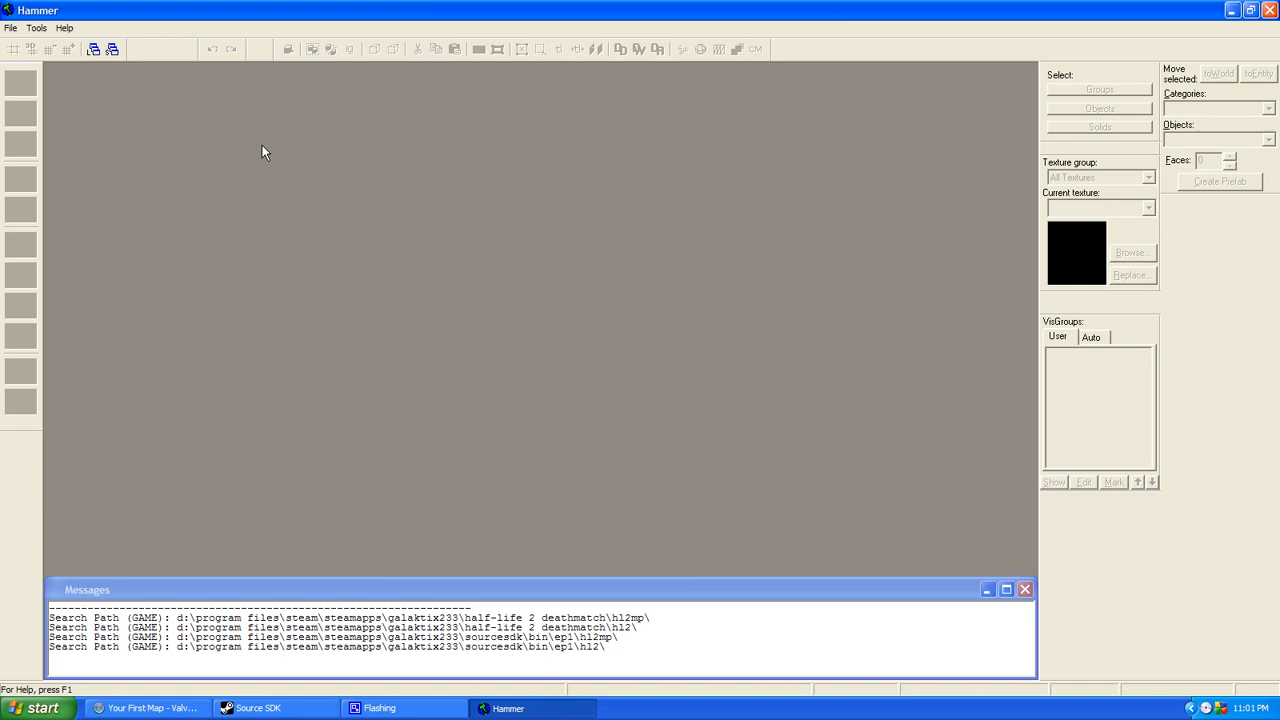 Hammer
File Tools Help
CM
Select:
Groups
Objects
Solids
Texture group:
All Textures
Current texture:
Browse...
Replace...
VisGroups:
User Auto
Show Edit Mark
Move selected: toWorld toEntity
Categories:
Objects:
Faces: 0
Create Prefab
Messages
--------------------------------------------------------------------
Search Path (GAME): d:\program files\steam\steamapps\galaktix233\half-life 2 deathmatch\hl2mp\
Search Path (GAME): d:\program files\steam\steamapps\galaktix233\half-life 2 deathmatch\hl2\
Search Path (GAME): d:\program files\steam\steamapps\galaktix233\sourcesdk\bin\ep1\hl2mp\
Search Path (GAME): d:\program files\steam\steamapps\galaktix233\sourcesdk\bin\ep1\hl2\
For Help, press F1
start Your First Map - Valv... Source SDK Flashing Hammer 11:01 PM